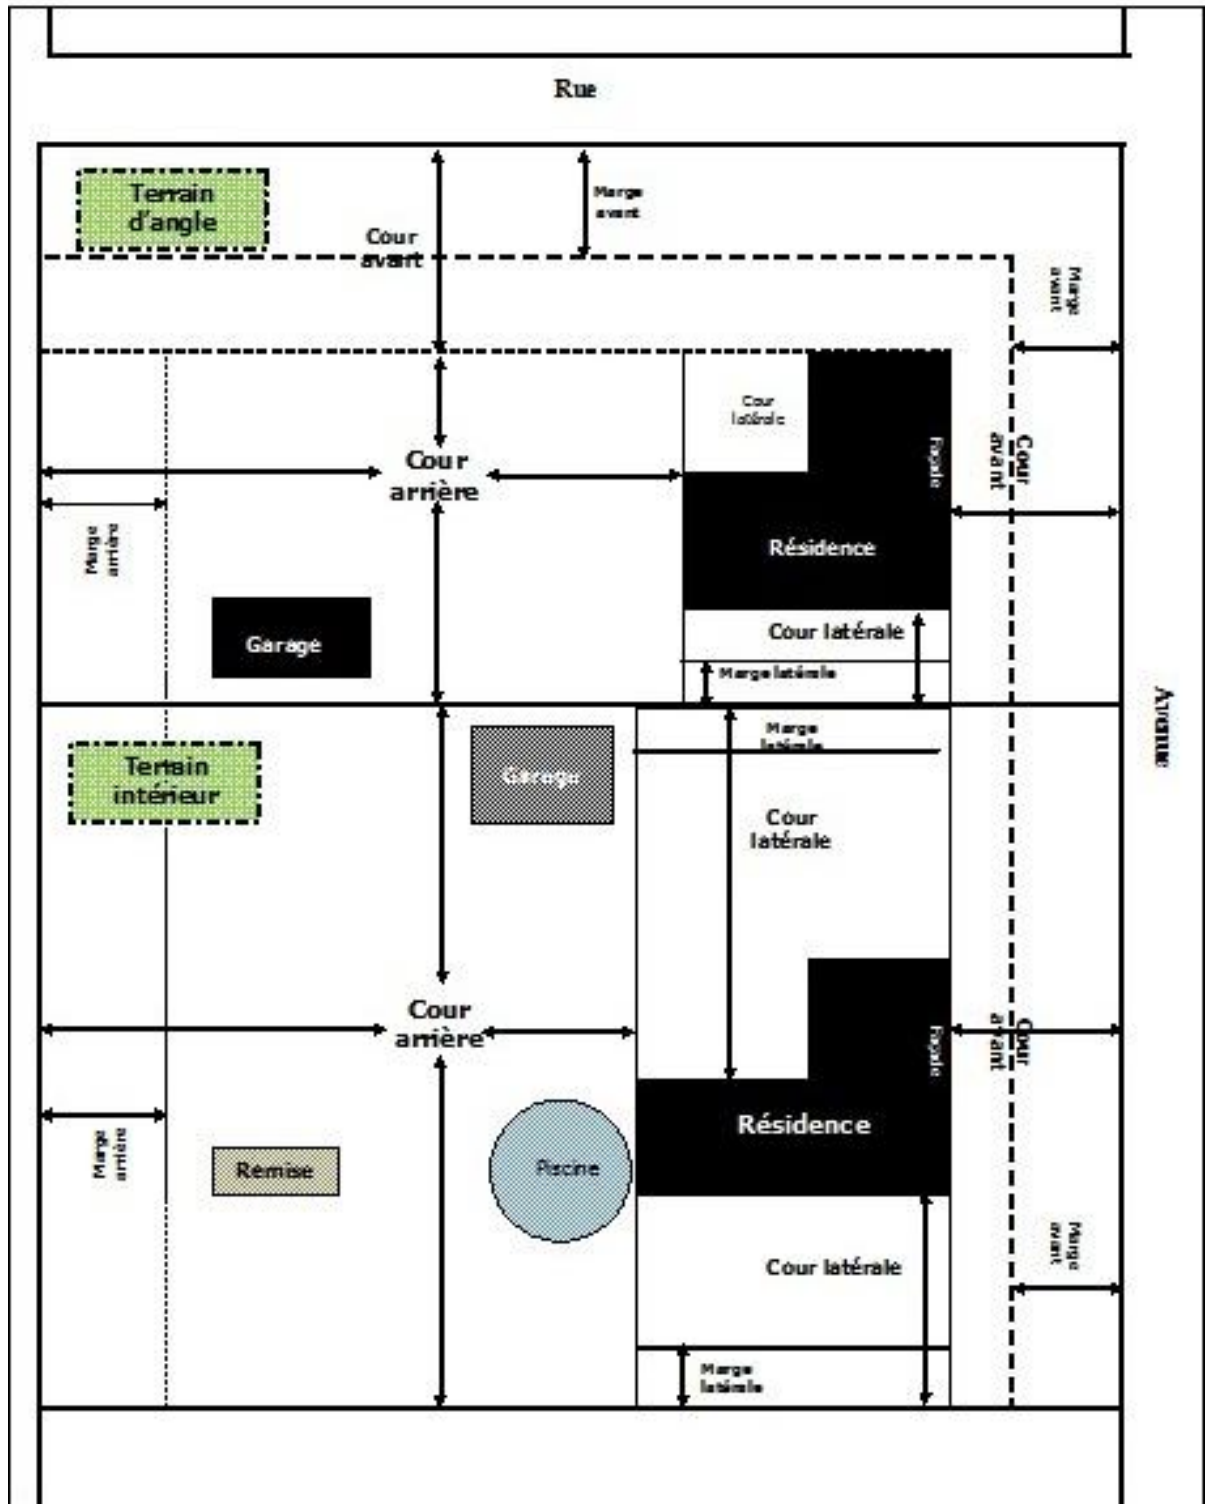 Rue
Terrain
d'angle
Marge
avant
Cour
avant
Marge
avant
Cour
latérale
Façade
Cour
avant
Cour
arrière
Marge
arrière
Résidence
Garage
Cour latérale
Marge latérale
Avenue
Marge
latérale
Terrain
intérieur
Garage
Cour
latérale
Cour
arrière
Façade
Cour
avant
Marge
arrière
Résidence
Remise
Piscine
Marge
avant
Cour latérale
Marge
latérale